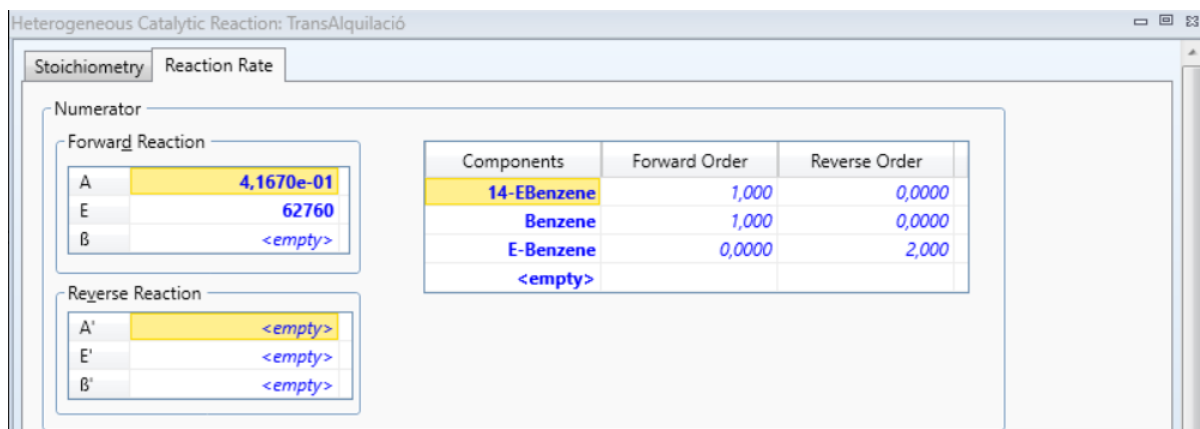 Heterogeneous Catalytic Reaction: TransAlquilació
Stoichiometry Reaction Rate
Numerator
Forward Reaction
A 4,1670e-01
E 62760
ß <empty>
Reverse Reaction
A' <empty>
E' <empty>
ß' <empty>
Components Forward Order Reverse Order
14-EBenzene 1,000 0,0000
Benzene 1,000 0,0000
E-Benzene 0,0000 2,000
<empty>